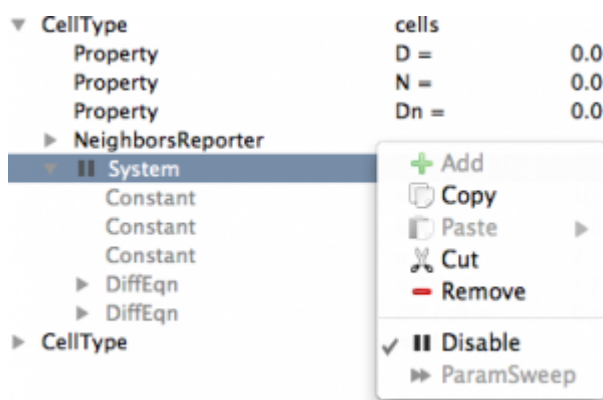 CellType cells
Property D = 0.0
Property N = 0.0
Property Dn = 0.0
NeighborsReporter
System
Constant
Constant
Constant
DiffEqn
DiffEqn
CellType
Add
Copy
Paste
Cut
Remove
Disable
ParamSweep